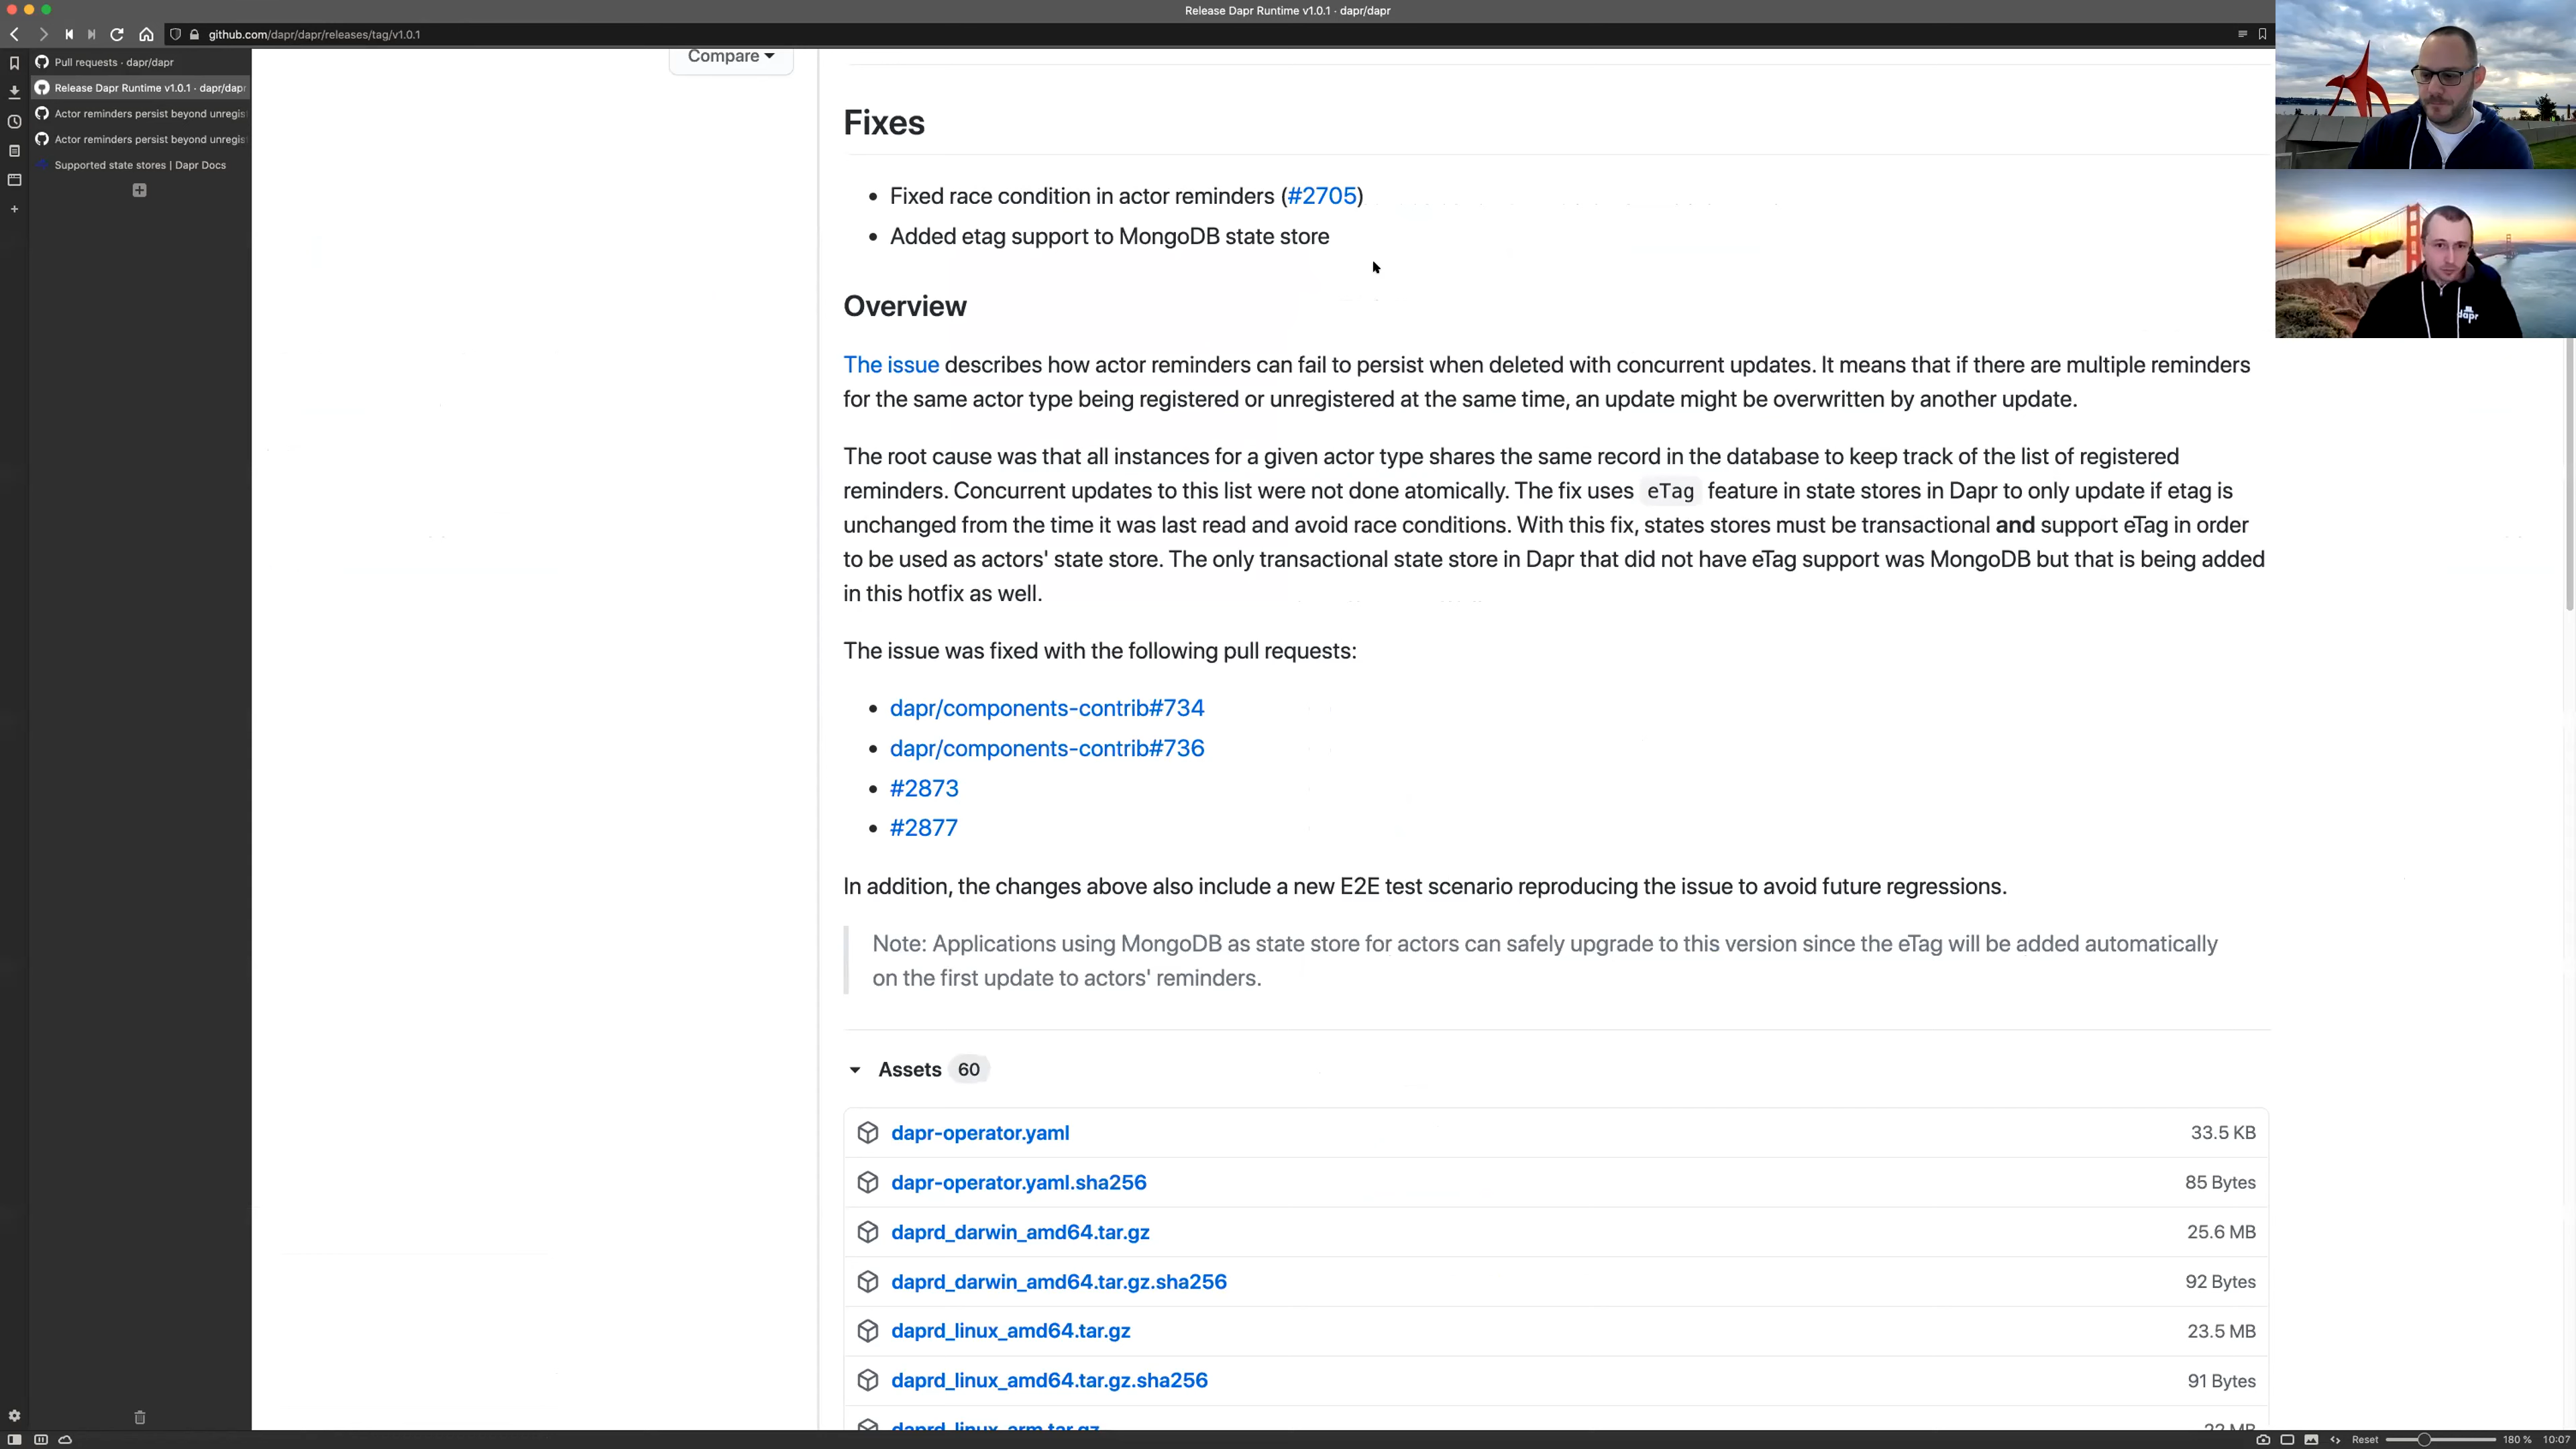 Release Dapr Runtime v1.0.1 · dapr/dapr
github.com/dapr/dapr/releases/tag/v1.0.1
Pull requests · dapr/dapr
Release Dapr Runtime v1.0.1 · dapr/dapr
Actor reminders persist beyond unregis
Actor reminders persist beyond unregis
Supported state stores | Dapr Docs
Compare
Fixes
• Fixed race condition in actor reminders (#2705)
• Added etag support to MongoDB state store
Overview
The issue describes how actor reminders can fail to persist when deleted with concurrent updates. It means that if there are multiple reminders
for the same actor type being registered or unregistered at the same time, an update might be overwritten by another update.
The root cause was that all instances for a given actor type shares the same record in the database to keep track of the list of registered
reminders. Concurrent updates to this list were not done atomically. The fix uses eTag feature in state stores in Dapr to only update if etag is
unchanged from the time it was last read and avoid race conditions. With this fix, states stores must be transactional and support eTag in order
to be used as actors' state store. The only transactional state store in Dapr that did not have eTag support was MongoDB but that is being added
in this hotfix as well.
The issue was fixed with the following pull requests:
• dapr/components-contrib#734
• dapr/components-contrib#736
• #2873
• #2877
In addition, the changes above also include a new E2E test scenario reproducing the issue to avoid future regressions.
Note: Applications using MongoDB as state store for actors can safely upgrade to this version since the eTag will be added automatically
on the first update to actors' reminders.
Assets 60
dapr-operator.yaml 33.5 KB
dapr-operator.yaml.sha256 85 Bytes
daprd_darwin_amd64.tar.gz 25.6 MB
daprd_darwin_amd64.tar.gz.sha256 92 Bytes
daprd_linux_amd64.tar.gz 23.5 MB
daprd_linux_amd64.tar.gz.sha256 91 Bytes
daprd_linux_arm.tar.gz 22 MB
dapr
Reset 180 % 10:07